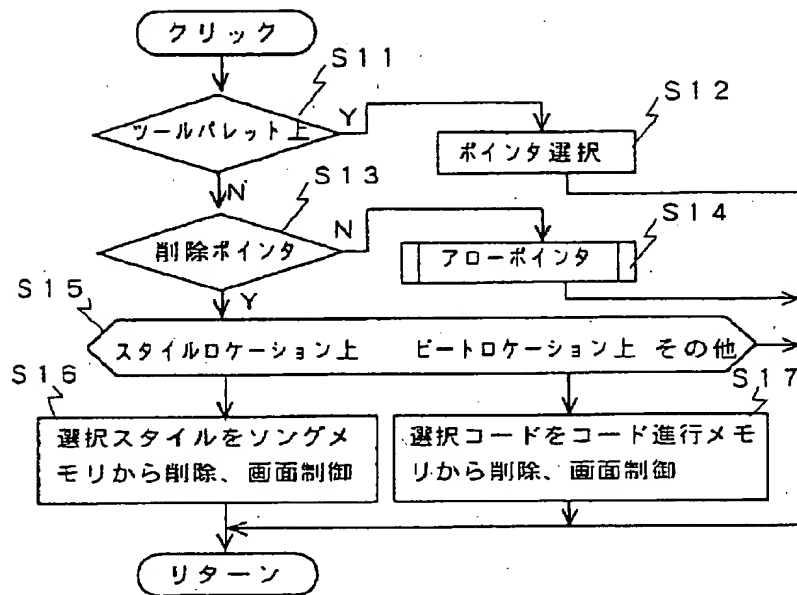 クリック
S11
ツールパレット上
Y
S12
ポインタ選択
N
S13
削除ポインタ
N
S14
アローポインタ
Y
S15
スタイルロケーション上 ビートロケーション上 その他
S16
S17
選択スタイルをソングメ
モリから削除、画面制御
選択コードをコード進行メモ
リから削除、画面制御
リターン